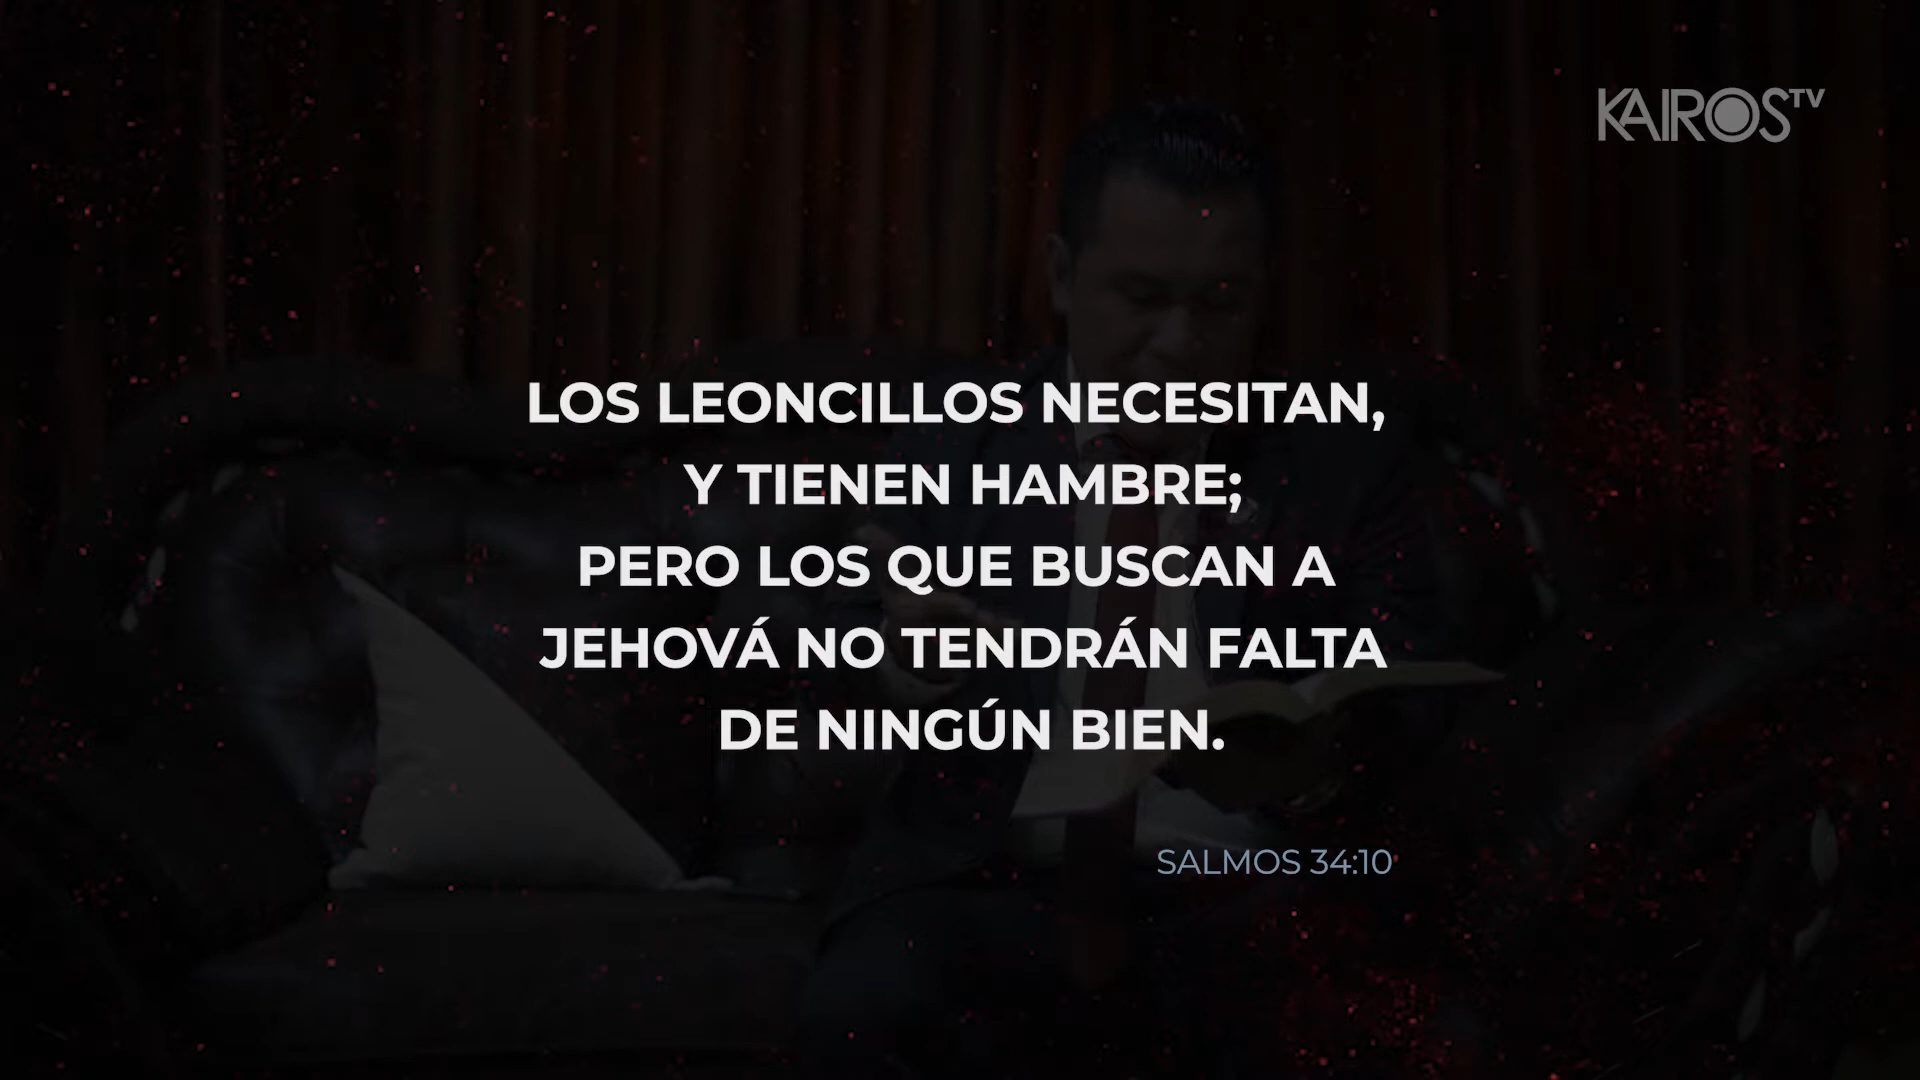 KAIROS TV
LOS LEONCILLOS NECESITAN,
Y TIENEN HAMBRE;
PERO LOS QUE BUSCAN A
JEHOVÁ NO TENDRÁN FALTA
DE NINGÚN BIEN.
SALMOS 34:10